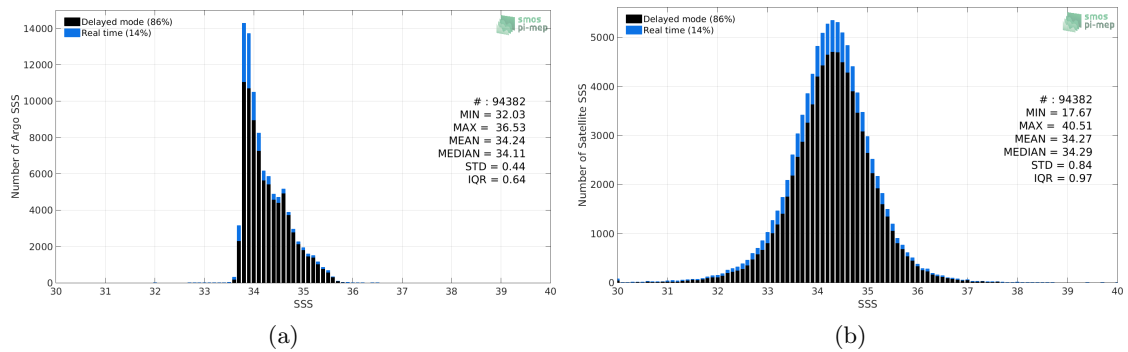 Delayed mode (86%)
Real time (14%)
smos
pi-mep
14000
12000
10000
8000
6000
4000
2000
0
Number of Argo SSS
# : 94382
MIN = 32.03
MAX = 36.53
MEAN = 34.24
MEDIAN = 34.11
STD = 0.44
IQR = 0.64
30 31 32 33 34 35 36 37 38 39 40
SSS
(a)
Delayed mode (86%)
Real time (14%)
smos
pi-mep
5000
4000
3000
2000
1000
0
Number of Satellite SSS
# : 94382
MIN = 17.67
MAX = 40.51
MEAN = 34.27
MEDIAN = 34.29
STD = 0.84
IQR = 0.97
30 31 32 33 34 35 36 37 38 39 40
SSS
(b)